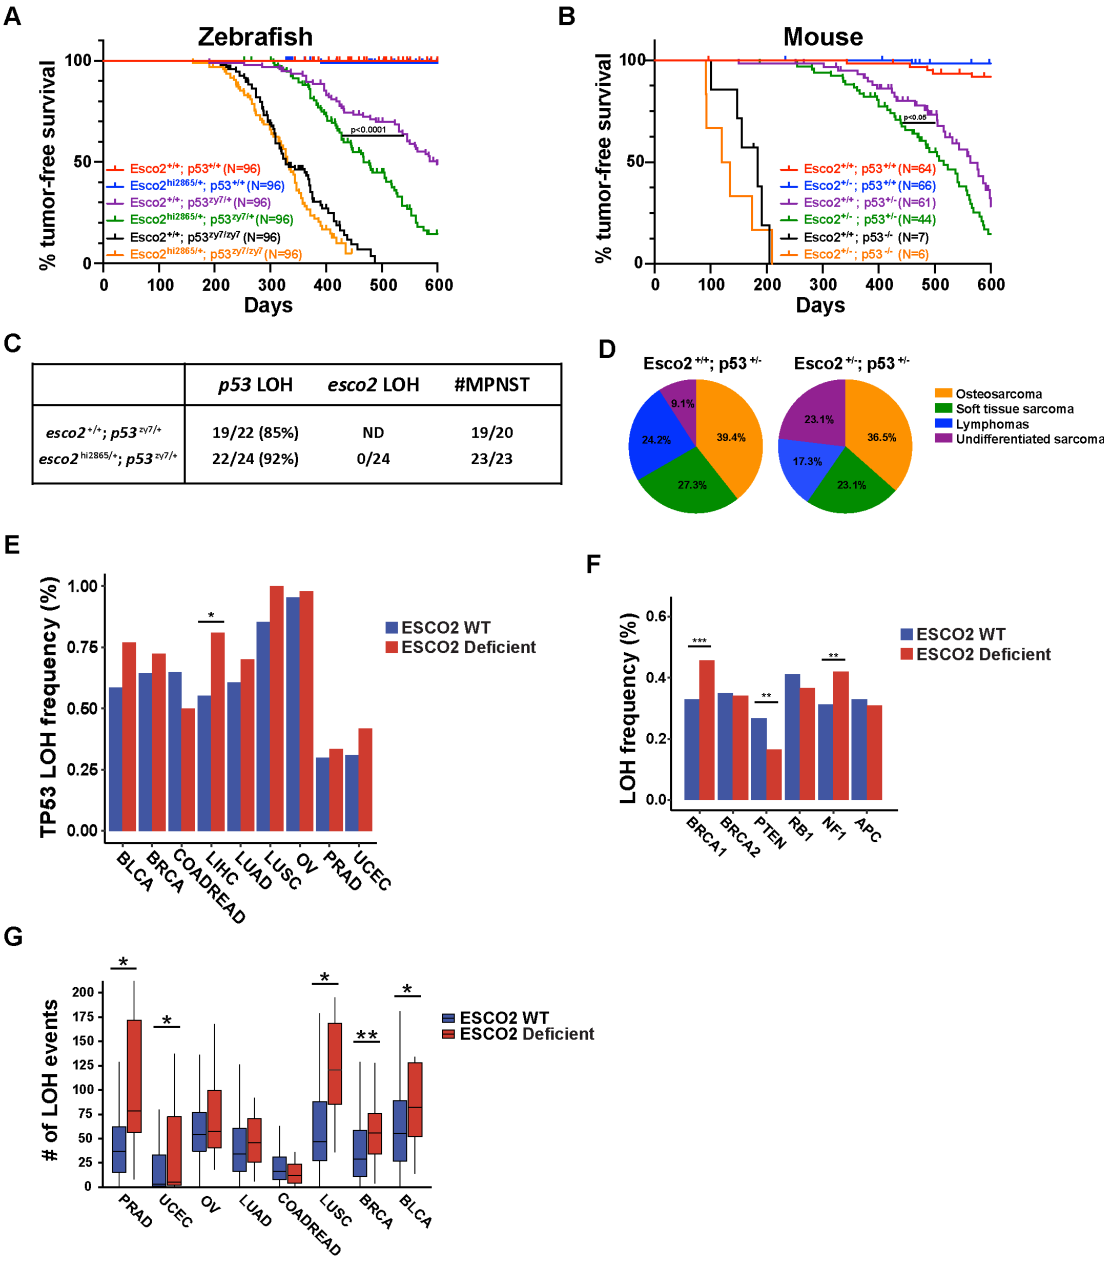 A
Zebrafish
% tumor-free survival
100
50
0
Esco2+/+; p53+/+ (N=96)
Esco2hi2865/+; p53+/+ (N=96)
Esco2+/+; p53zy7/+ (N=96)
Esco2hi2865/+; p53zy7/+ (N=96)
Esco2+/+; p53zy7/zy7 (N=96)
Esco2hi2865/+; p53zy7/zy7 (N=96)
p<0.0001
0 100 200 300 400 500 600
Days
B
Mouse
% tumor-free survival
100
50
0
p<0.05
Esco2+/+; p53+/+ (N=64)
Esco2+/-; p53+/+ (N=66)
Esco2+/+; p53+/- (N=61)
Esco2+/-; p53+/- (N=44)
Esco2+/+; p53-/- (N=7)
Esco2+/-; p53-/- (N=6)
0 100 200 300 400 500 600
Days
C
p53 LOH esco2 LOH #MPNST
esco2+/+; p53zy7/+ 19/22 (85%) ND 19/20
esco2hi2865/+; p53zy7/+ 22/24 (92%) 0/24 23/23
D
Esco2+/+; p53+/- Esco2+/-; p53+/-
9.1%
39.4%
24.2%
27.3%
23.1%
36.5%
17.3%
23.1%
Osteosarcoma
Soft tissue sarcoma
Lymphomas
Undifferentiated sarcoma
E
TP53 LOH frequency (%)
1.00
0.75
0.50
0.25
0.00
*
ESCO2 WT
ESCO2 Deficient
BLCA BRCA COADREAD LIHC LUAD LUSC OV PRAD UCEC
F
LOH frequency (%)
0.6
0.4
0.2
0.0
*** ** **
ESCO2 WT
ESCO2 Deficient
BRCA1 BRCA2 PTEN RB1 NF1 APC
G
# of LOH events
200
175
150
125
100
75
50
25
0
* * * ** *
ESCO2 WT
ESCO2 Deficient
PRAD UCEC OV LUAD COADREAD LUSC BRCA BLCA